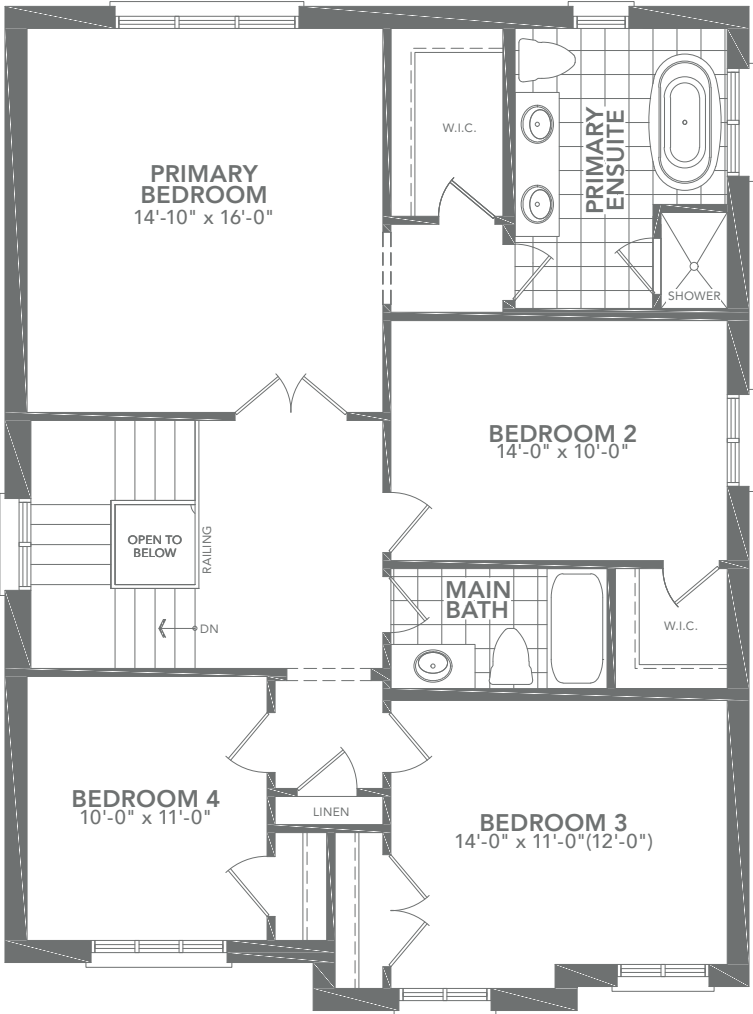 W.I.C.
PRIMARY
ENSUITE
PRIMARY
BEDROOM
14'-10" x 16'-0"
SHOWER
BEDROOM 2
14'-0" x 10'-0"
OPEN TO
BELOW
RAILING
DN
MAIN
BATH
W.I.C.
BEDROOM 4
10'-0" x 11'-0"
LINEN
BEDROOM 3
14'-0" x 11'-0"(12'-0")